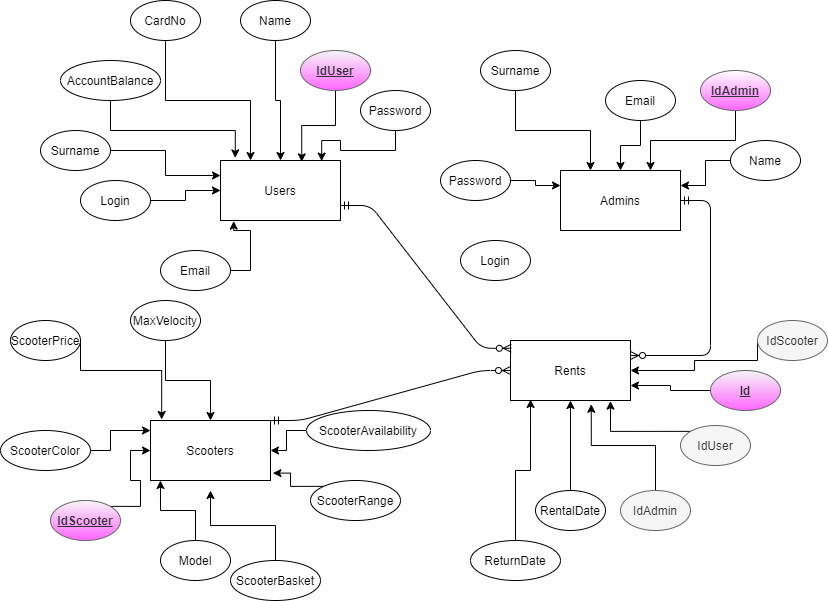 CardNo
Name
IdUser
AccountBalance
Password
Surname
Login
Users
Email
Surname
Email
IdAdmin
Name
Password
Admins
Login
MaxVelocity
ScooterPrice
ScooterColor
Scooters
ScooterAvailability
ScooterRange
IdScooter
Model
ScooterBasket
Rents
IdScooter
Id
IdUser
IdAdmin
RentalDate
ReturnDate